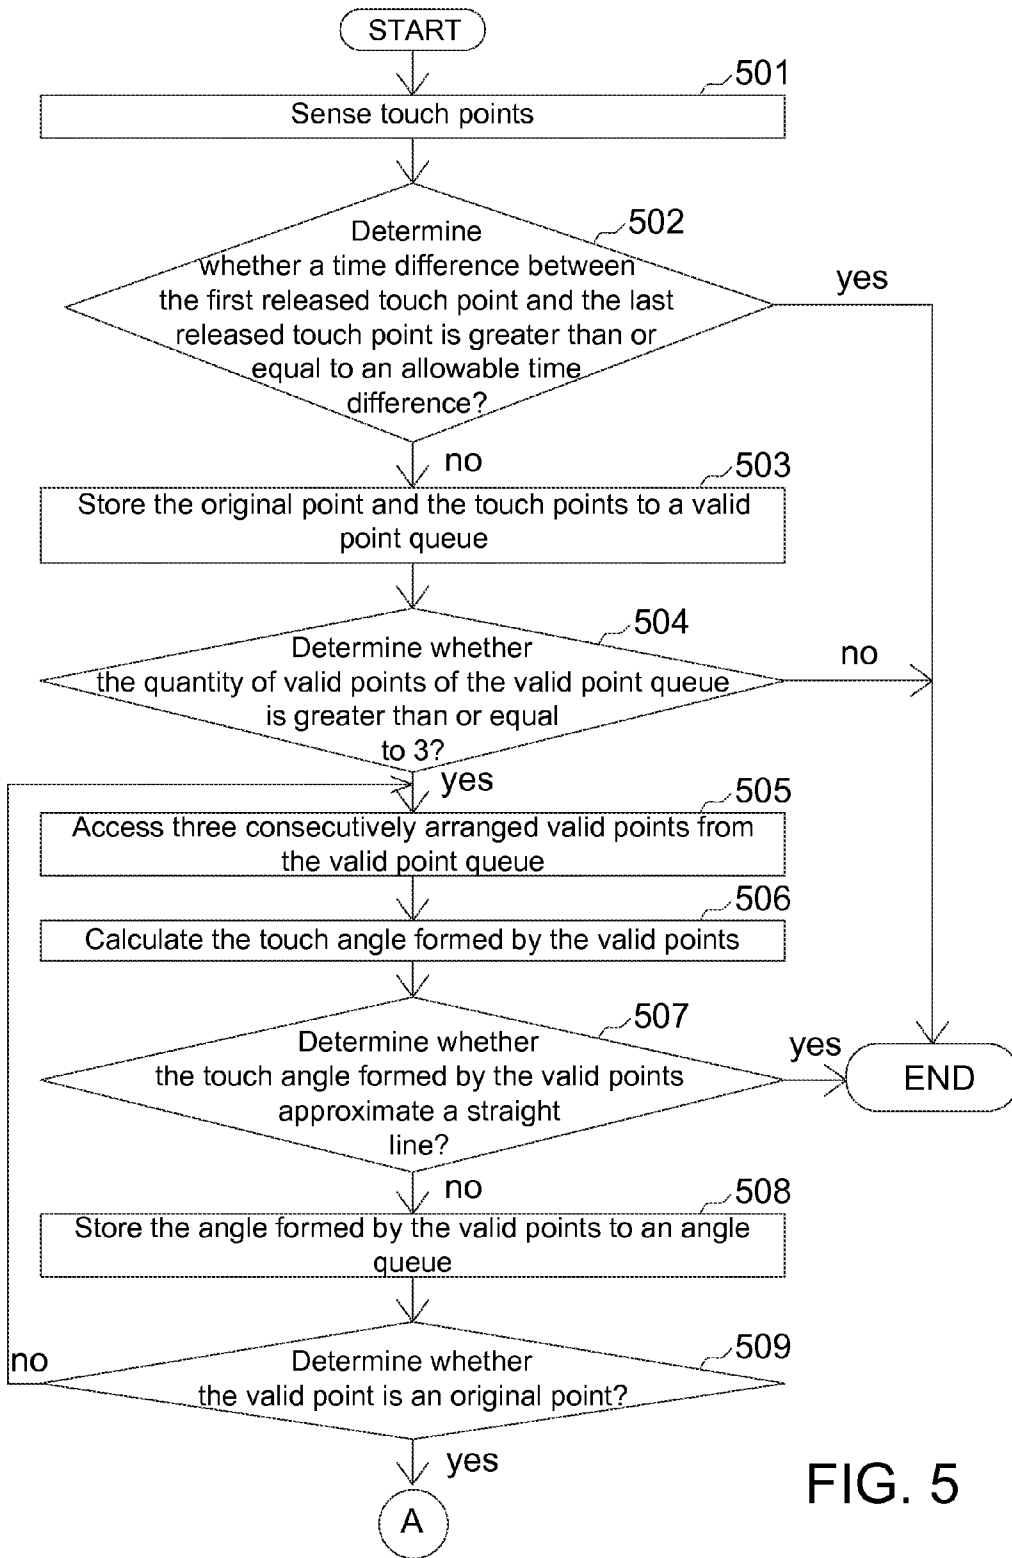 START
501
Sense touch points
502
Determine
whether a time difference between
the first released touch point and the last
released touch point is greater than or
equal to an allowable time
difference?
yes
no
503
Store the original point and the touch points to a valid
point queue
504
Determine whether
the quantity of valid points of the valid point queue
is greater than or equal
to 3?
no
yes
505
Access three consecutively arranged valid points from
the valid point queue
506
Calculate the touch angle formed by the valid points
507
Determine whether
the touch angle formed by the valid points
approximate a straight
line?
yes
END
no
508
Store the angle formed by the valid points to an angle
queue
509
Determine whether
the valid point is an original point?
no
yes
A
FIG. 5